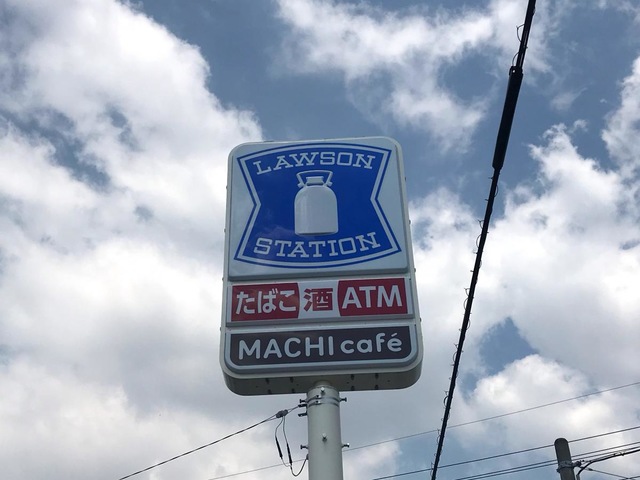 LAWSON
STATION
たばこ 酒 ATM
MACHI café